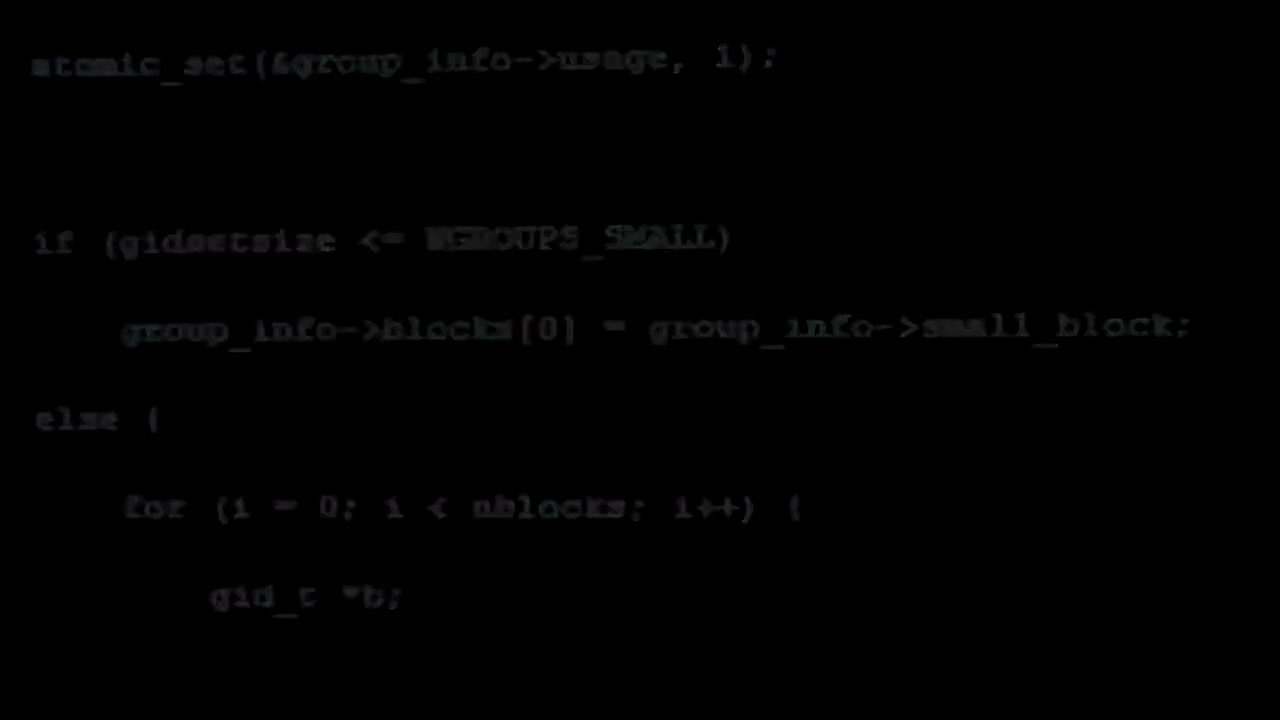 atomic_set(&group_info->usage, 1);
if (gidsetsize <= NGROUPS_SMALL)
group_info->blocks[0] = group_info->small_block;
else {
for (i = 0; i < nblocks; i++) {
gid_t *b;